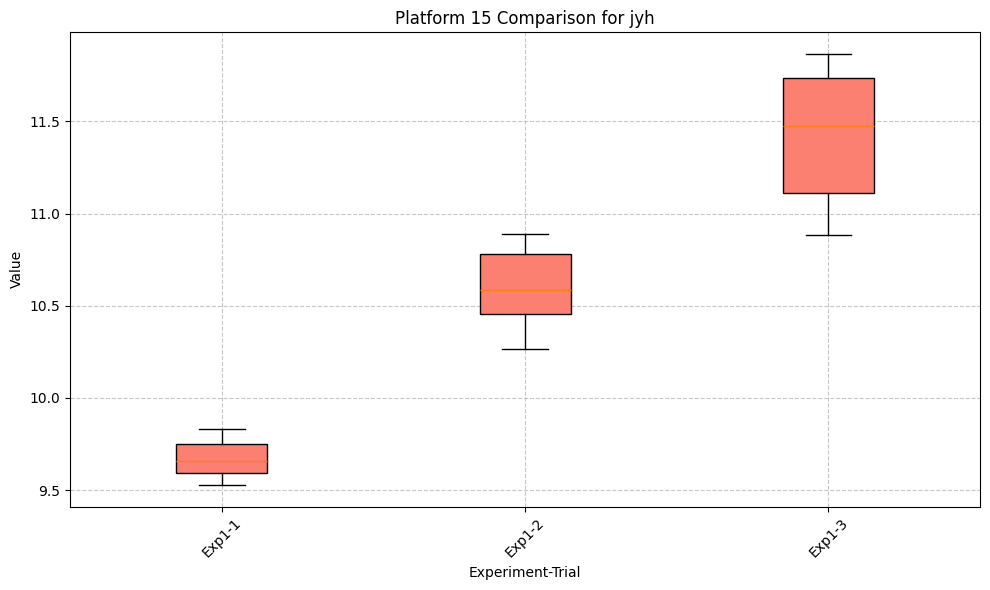 Platform 15 Comparison for jyh
Value
11.5
11.0
10.5
10.0
9.5
Exp1-1
Exp1-2
Exp1-3
Experiment-Trial